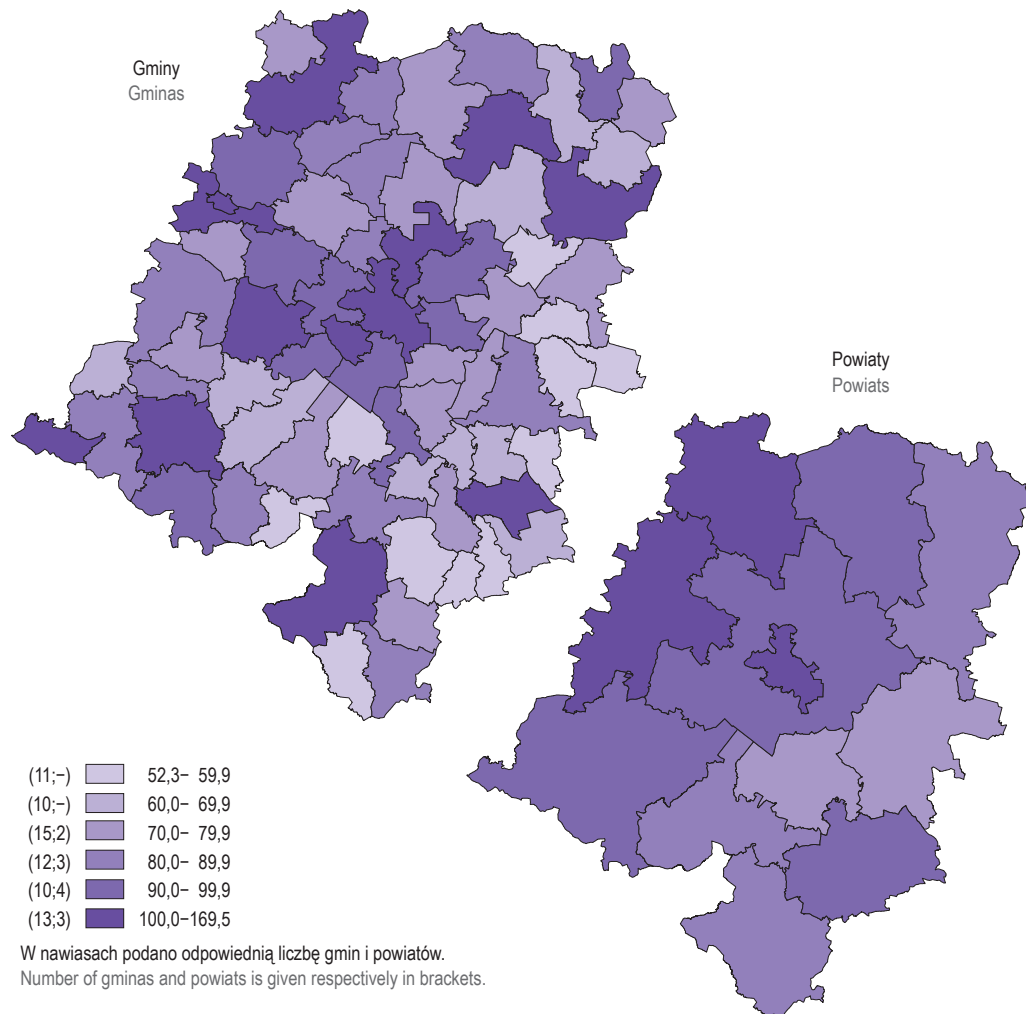 Gminy
Gminas
Powiaty
Powiats
(11;–) 52,3– 59,9
(10;–) 60,0– 69,9
(15;2) 70,0– 79,9
(12;3) 80,0– 89,9
(10;4) 90,0– 99,9
(13;3) 100,0–169,5
W nawiasach podano odpowiednią liczbę gmin i powiatów.
Number of gminas and powiats is given respectively in brackets.